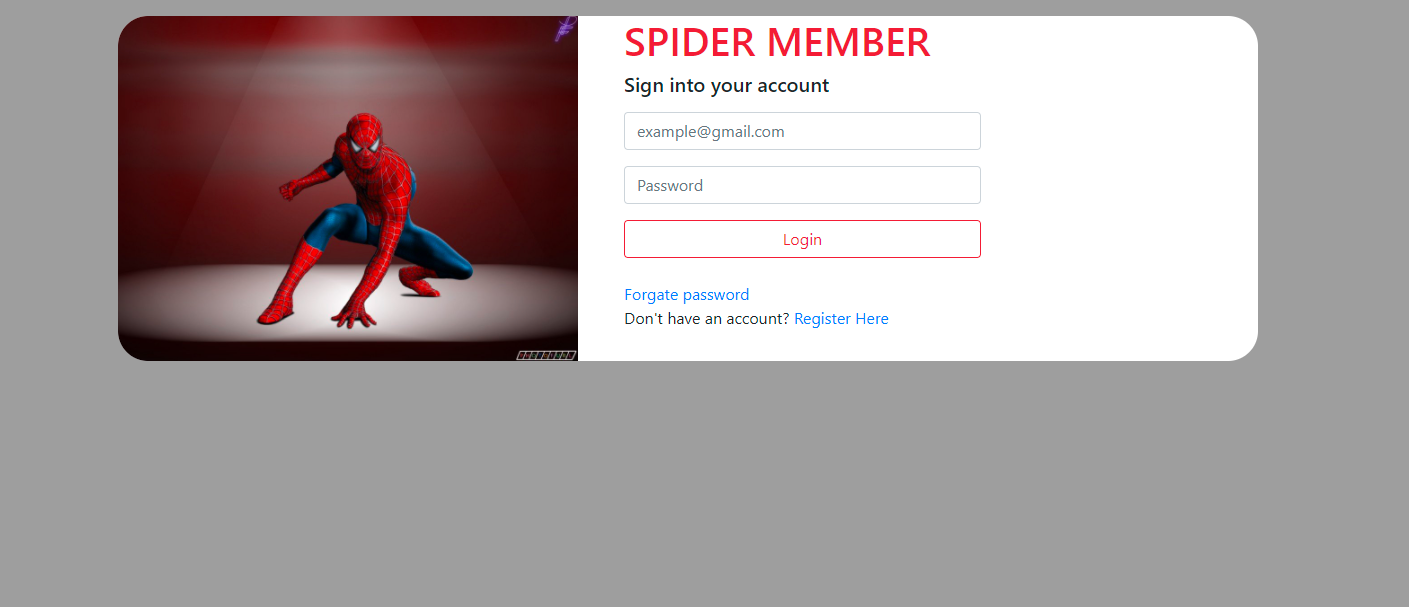 SPIDER MEMBER
Sign into your account
example@gmail.com
Password
Login
Forgate password
Don't have an account? Register Here